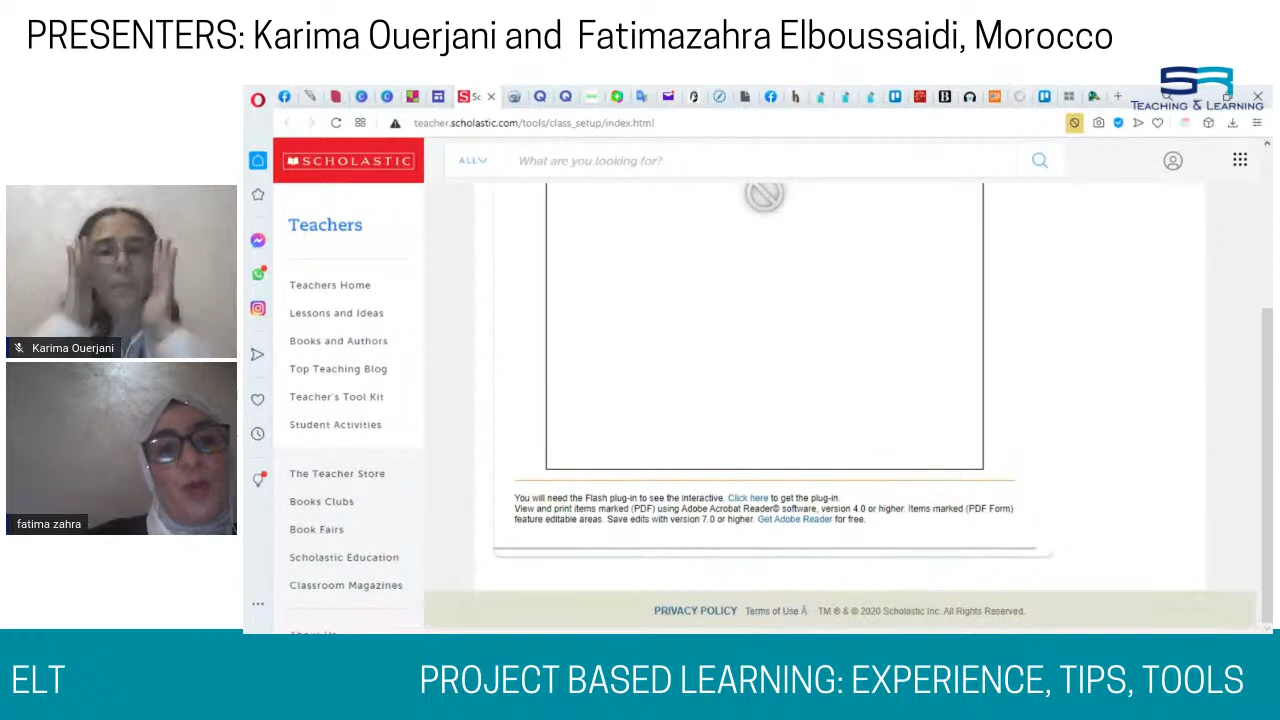 PRESENTERS: Karima Ouerjani and Fatimazahra Elboussaidi, Morocco
SR
TEACHING & LEARNING
Sc
teacher.scholastic.com/tools/class_setup/index.html
SCHOLASTIC
ALL
What are you looking for?
Teachers
Teachers Home
Lessons and Ideas
Books and Authors
Top Teaching Blog
Teacher's Tool Kit
Student Activities
The Teacher Store
Books Clubs
Book Fairs
Scholastic Education
Classroom Magazines
About Us
You will need the Flash plug-in to see the interactive. Click here to get the plug-in.
View and print items marked (PDF) using Adobe Acrobat Reader® software, version 4.0 or higher. Items marked (PDF Form)
feature editable areas. Save edits with version 7.0 or higher. Get Adobe Reader for free.
PRIVACY POLICY Terms of Use Â TM ® & © 2020 Scholastic Inc. All Rights Reserved.
Karima Ouerjani
fatima zahra
ELT
PROJECT BASED LEARNING: EXPERIENCE, TIPS, TOOLS